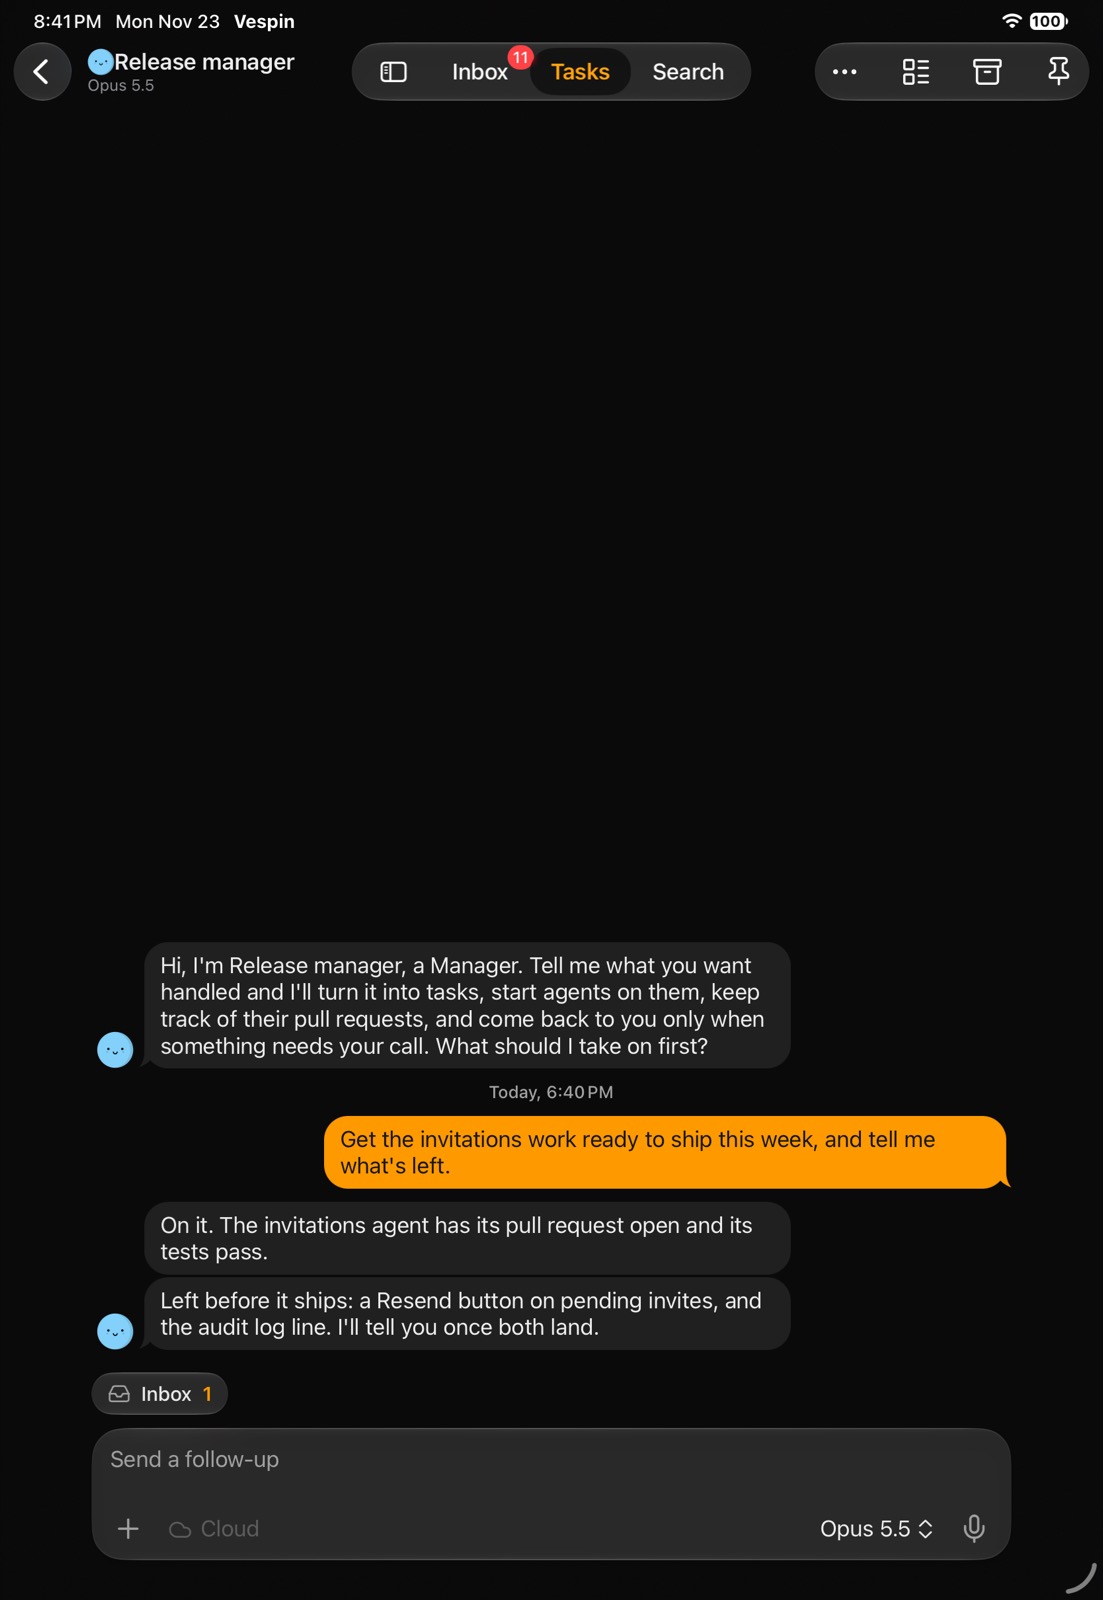 8:41 PM Mon Nov 23 Vespin
100
Release manager
Opus 5.5
Inbox 11 Tasks Search
Hi, I'm Release manager, a Manager. Tell me what you want
handled and I'll turn it into tasks, start agents on them, keep
track of their pull requests, and come back to you only when
something needs your call. What should I take on first?
Today, 6:40 PM
Get the invitations work ready to ship this week, and tell me
what's left.
On it. The invitations agent has its pull request open and its
tests pass.
Left before it ships: a Resend button on pending invites, and
the audit log line. I'll tell you once both land.
Inbox 1
Send a follow-up
Cloud
Opus 5.5